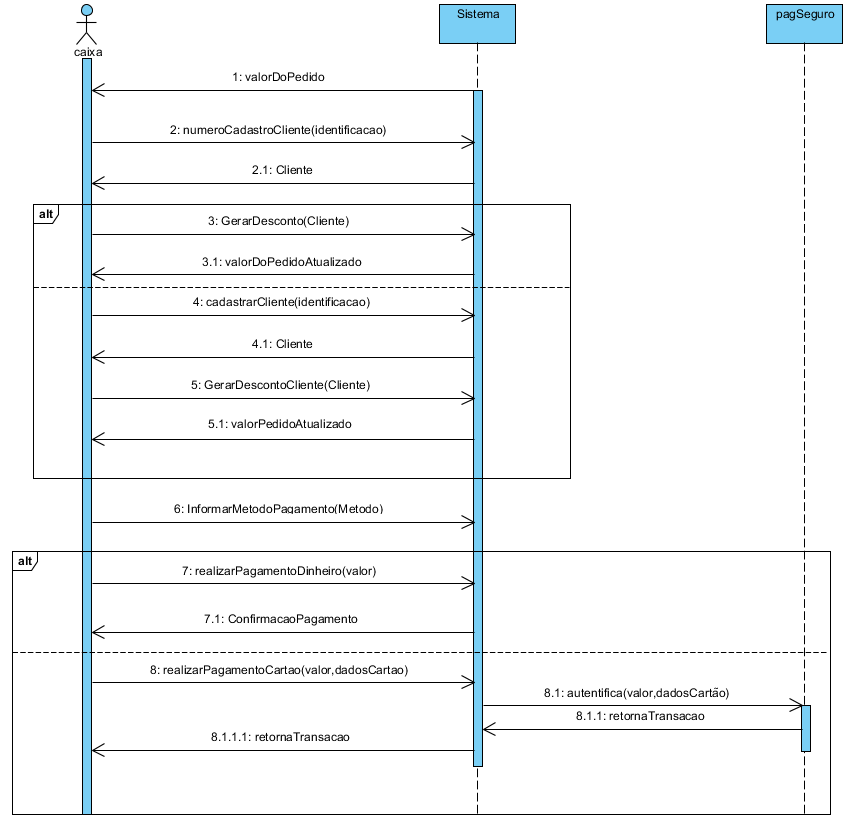 caixa
Sistema
pagSeguro
1: valorDoPedido
2: numeroCadastroCliente(identificacao)
2.1: Cliente
alt
3: GerarDesconto(Cliente)
3.1: valorDoPedidoAtualizado
4: cadastrarCliente(identificacao)
4.1: Cliente
5: GerarDescontoCliente(Cliente)
5.1: valorPedidoAtualizado
6: InformarMetodoPagamento(Metodo)
alt
7: realizarPagamentoDinheiro(valor)
7.1: ConfirmacaoPagamento
8: realizarPagamentoCartao(valor,dadosCartao)
8.1: autentifica(valor,dadosCartão)
8.1.1: retornaTransacao
8.1.1.1: retornaTransacao